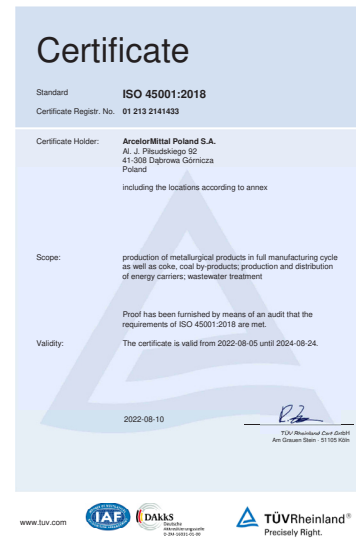 Certificate
Standard ISO 45001:2018
Certificate Registr. No. 01 213 2141433
Certificate Holder: ArcelorMittal Poland S.A.
Al. J. Piłsudskiego 92
41-308 Dąbrowa Górnicza
Poland
including the locations according to annex
Scope: production of metallurgical products in full manufacturing cycle
as well as coke, coal by-products; production and distribution
of energy carriers; wastewater treatment
Proof has been furnished by means of an audit that the
requirements of ISO 45001:2018 are met.
Validity: The certificate is valid from 2022-08-05 until 2024-08-24.
2022-08-10
TÜV Rheinland Cert GmbH
Am Grauen Stein · 51105 Köln
www.tuv.com
IAF
DAkkS
Deutsche
Akkreditierungsstelle
D-ZM-16031-01-00
TÜVRheinland®
Precisely Right.